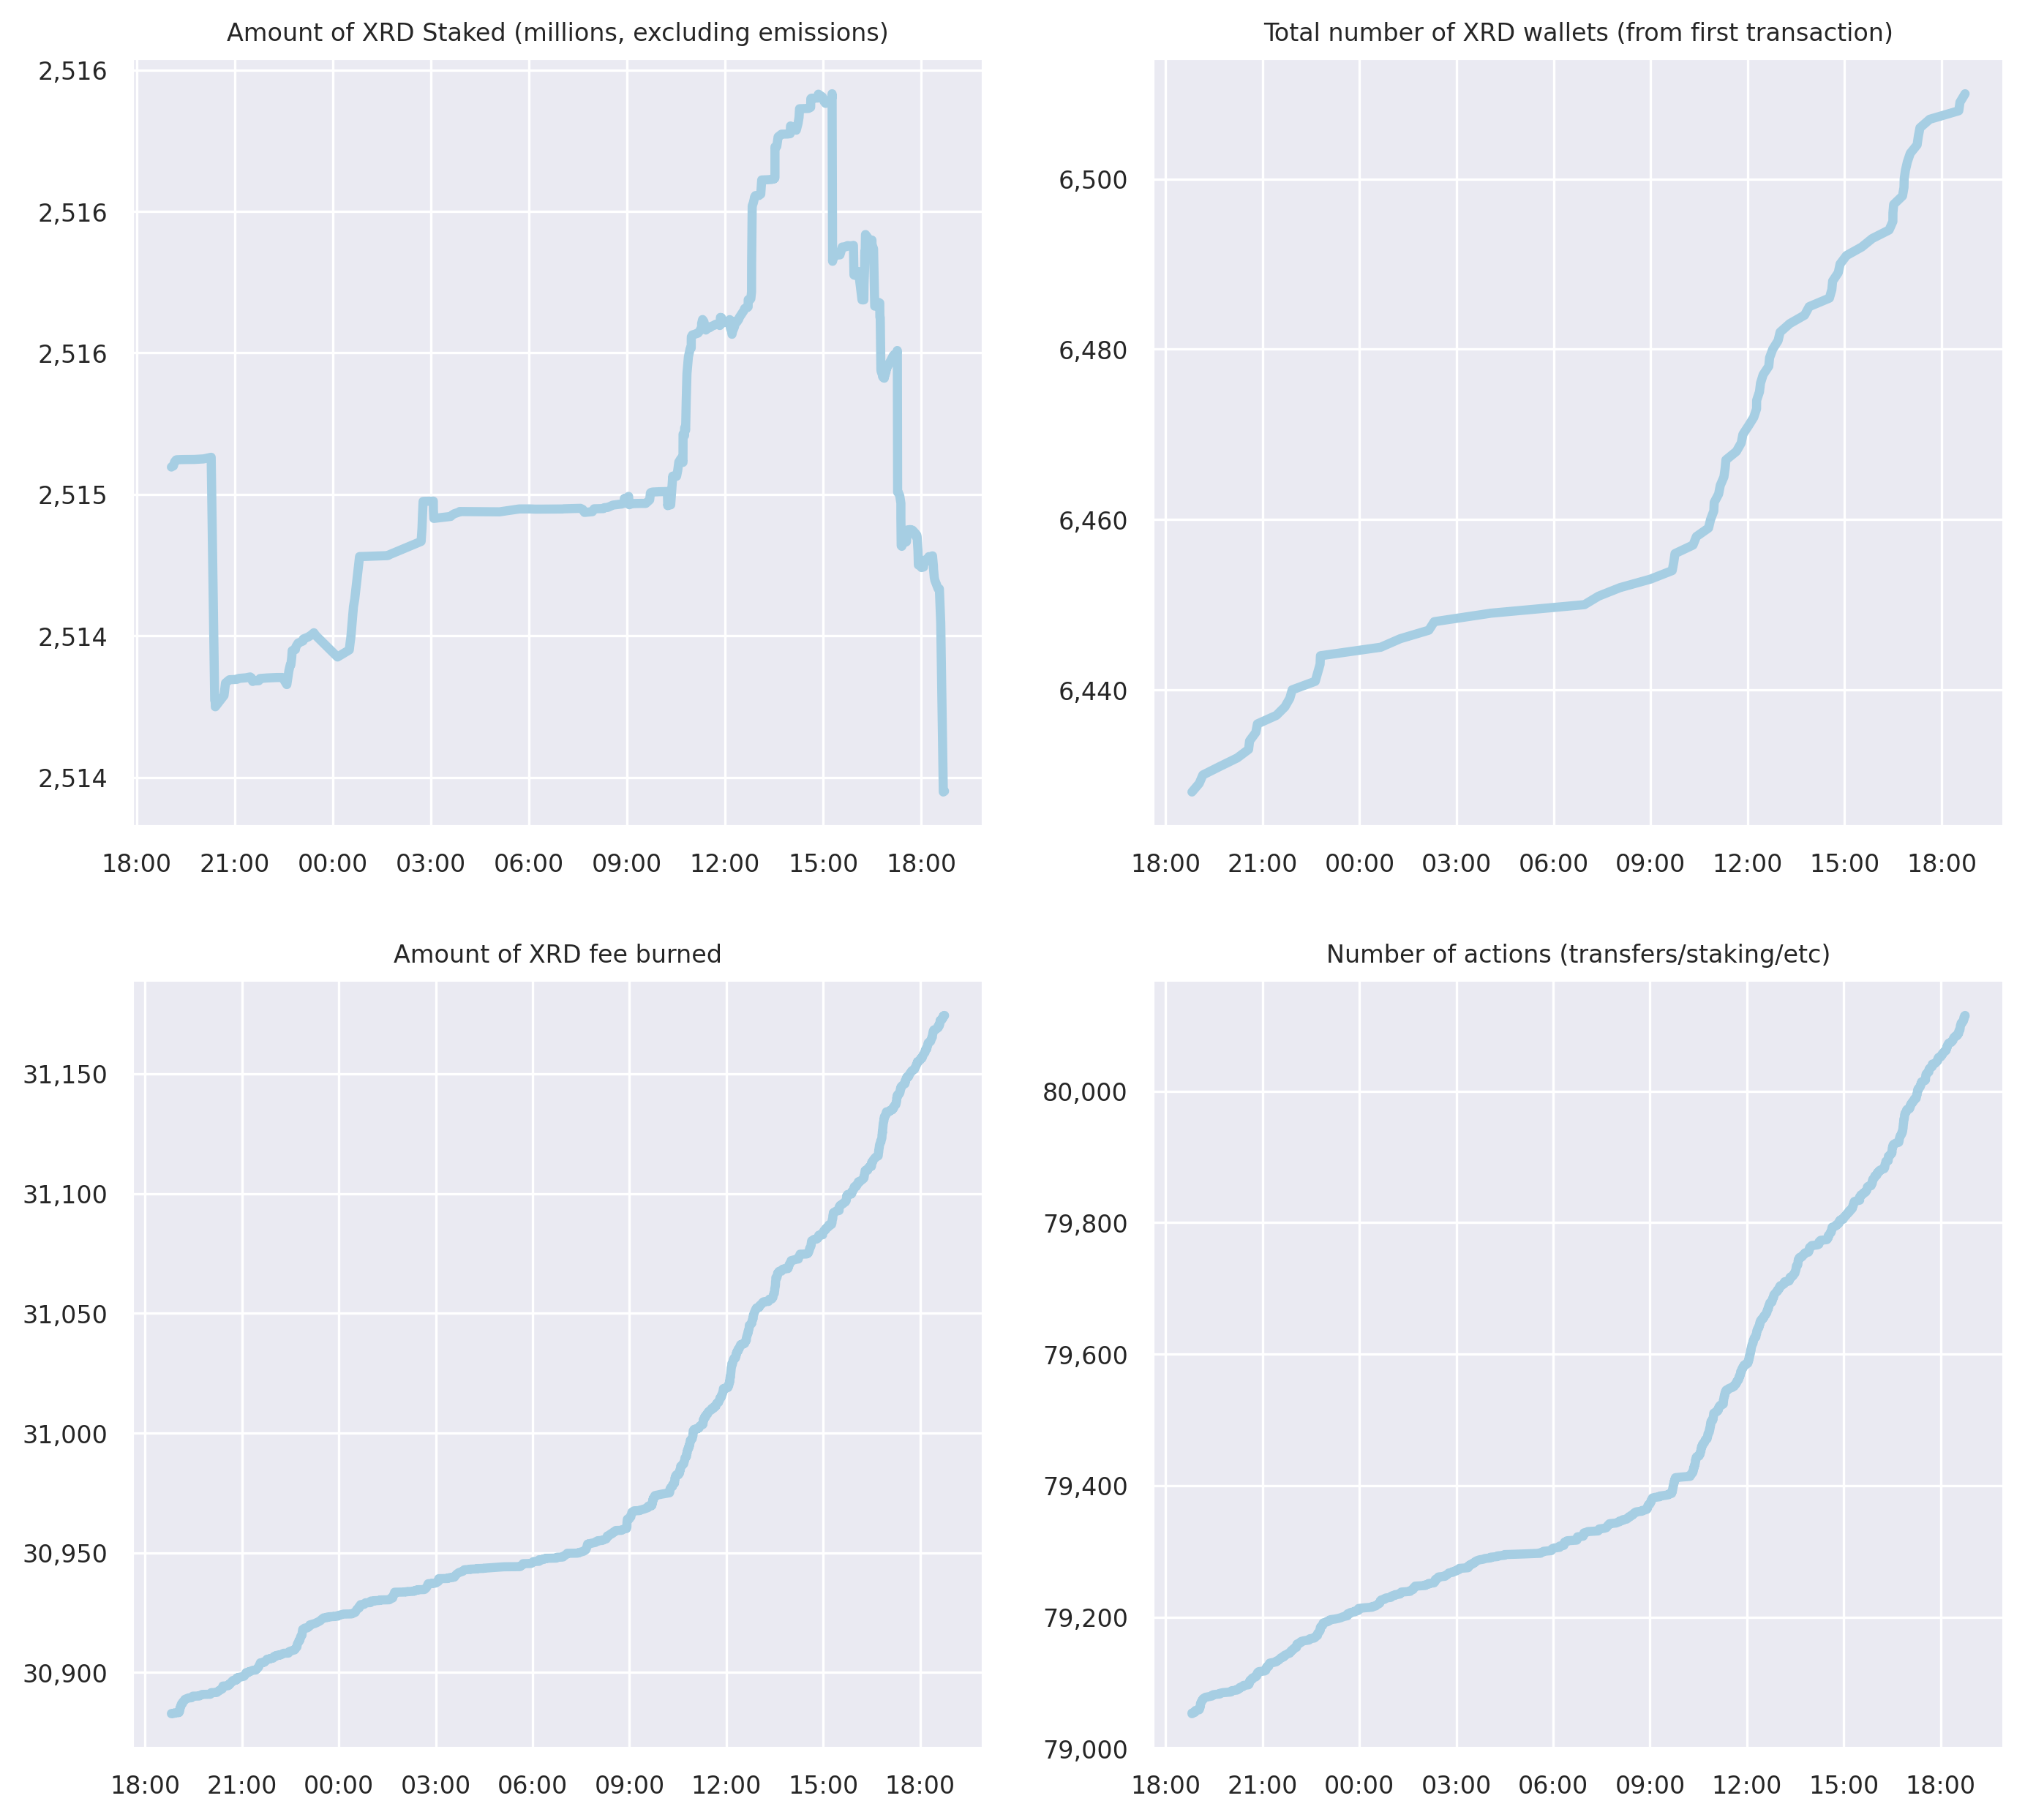 Amount of XRD Staked (millions, excluding emissions)
2,516
2,516
2,516
2,515
2,514
2,514
18:00 21:00 00:00 03:00 06:00 09:00 12:00 15:00 18:00
Total number of XRD wallets (from first transaction)
6,500
6,480
6,460
6,440
18:00 21:00 00:00 03:00 06:00 09:00 12:00 15:00 18:00
Amount of XRD fee burned
31,150
31,100
31,050
31,000
30,950
30,900
18:00 21:00 00:00 03:00 06:00 09:00 12:00 15:00 18:00
Number of actions (transfers/staking/etc)
80,000
79,800
79,600
79,400
79,200
79,000
18:00 21:00 00:00 03:00 06:00 09:00 12:00 15:00 18:00